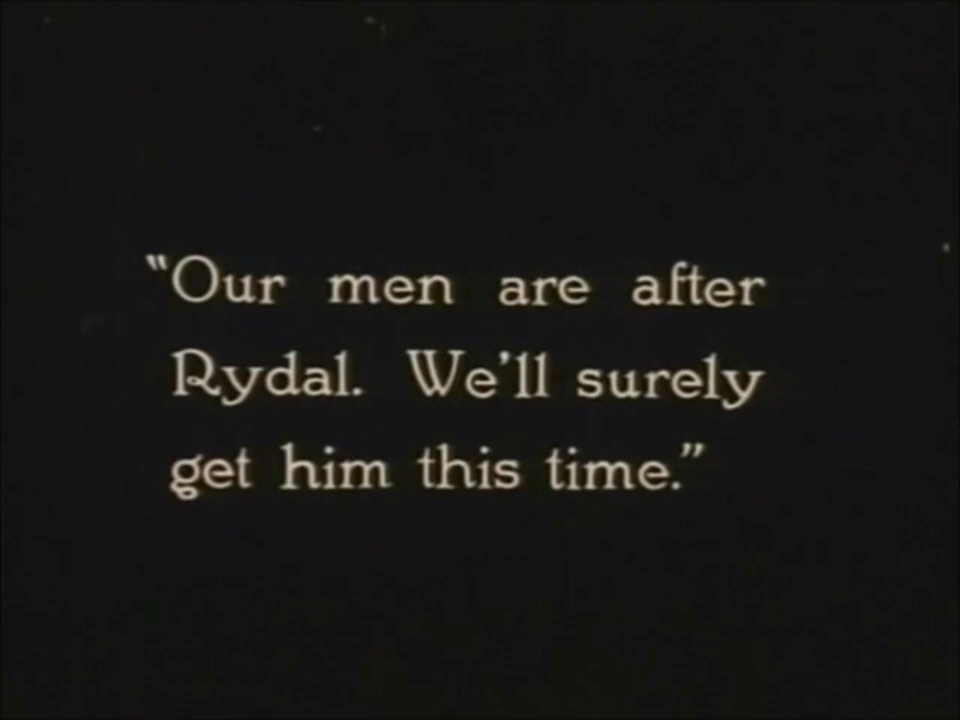 “Our men are after
Rydal. We’ll surely
get him this time.”